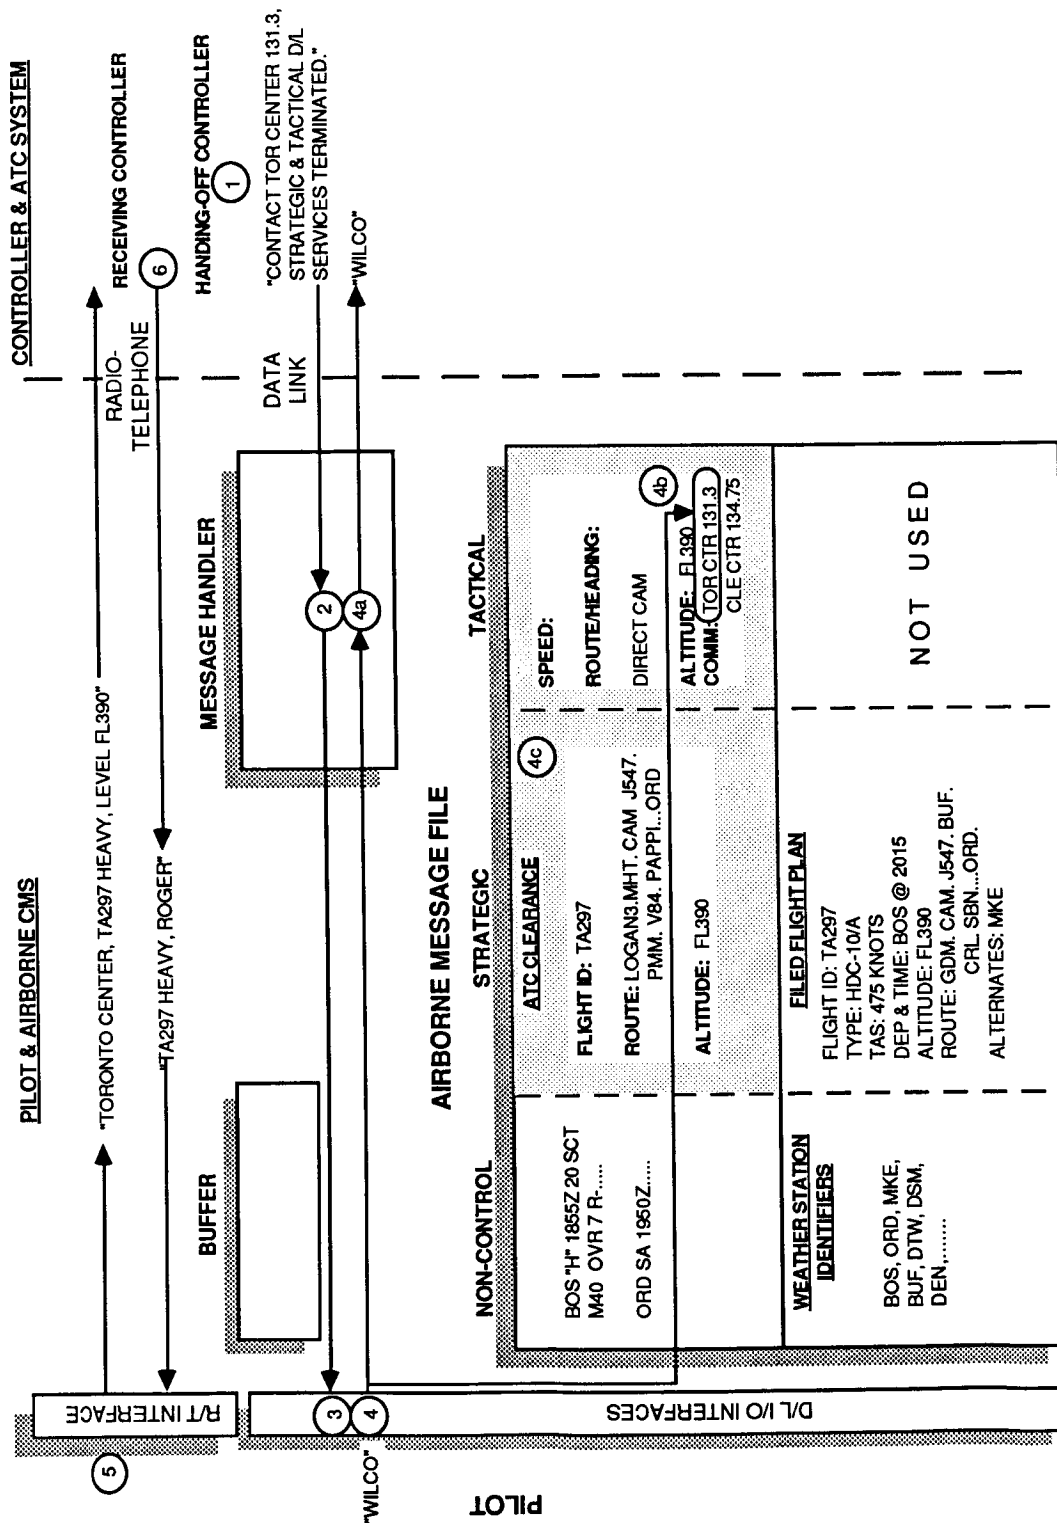 PILOT & AIRBORNE CMS
CONTROLLER & ATC SYSTEM
5
R/T INTERFACE
"TORONTO CENTER, TA297 HEAVY, LEVEL FL390"
RADIO-
TELEPHONE
RECEIVING CONTROLLER
"TA297 HEAVY, ROGER"
6
HANDING-OFF CONTROLLER
1
BUFFER
MESSAGE HANDLER
DATA
LINK
"CONTACT TOR CENTER 131.3,
STRATEGIC & TACTICAL D/L
SERVICES TERMINATED."
3
2
"WILCO"
4
4a
"WILCO"
PILOT
D/L I/O INTERFACES
AIRBORNE MESSAGE FILE
NON-CONTROL
STRATEGIC
TACTICAL
BOS "H" 1855Z 20 SCT
M40 OVR 7 R-.....
ORD SA 1950Z.....
ATC CLEARANCE
4c
FLIGHT ID: TA297
ROUTE: LOGAN3.MHT. CAM J547.
PMM. V84. PAPPI...ORD
ALTITUDE: FL390
SPEED:
ROUTE/HEADING:
DIRECT CAM
4b
ALTITUDE: FL390
COMM: TOR CTR 131.3
CLE CTR 134.75
WEATHER STATION
IDENTIFIERS
BOS, ORD, MKE,
BUF, DTW, DSM,
DEN,........
FILED FLIGHT PLAN
FLIGHT ID: TA297
TYPE: HDC-10/A
TAS: 475 KNOTS
DEP & TIME: BOS @ 2015
ALTITUDE: FL390
ROUTE: GDM. CAM. J547. BUF.
CRL. SBN....ORD.
ALTERNATES: MKE
NOT USED